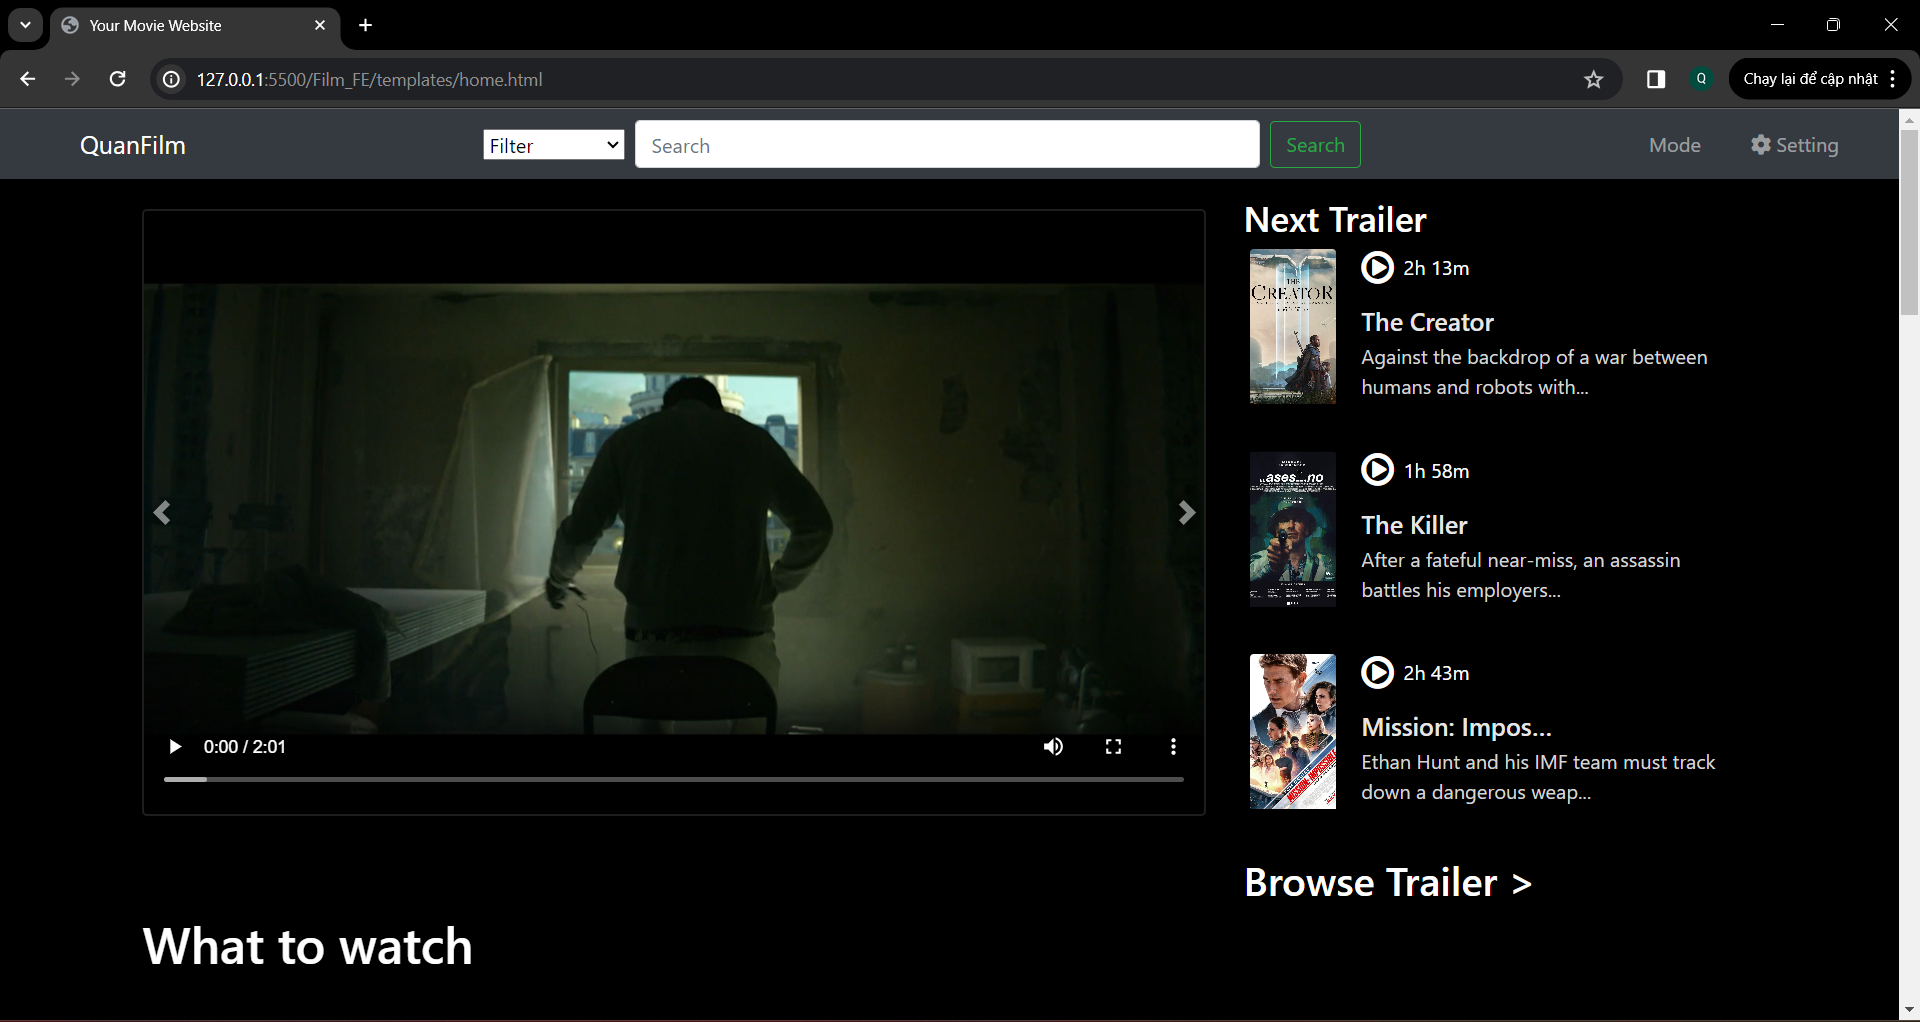 Your Movie Website
127.0.0.1:5500/Film_FE/templates/home.html
Q
Chạy lại để cập nhật
QuanFilm
Filter
Search
Search
Mode
Setting
Next Trailer
THE
CREATOR
2h 13m
The Creator
Against the backdrop of a war between
humans and robots with...
..ases...no
1h 58m
The Killer
After a fateful near-miss, an assassin
battles his employers...
MISSION: IMPOSSIBLE
2h 43m
Mission: Impos...
Ethan Hunt and his IMF team must track
down a dangerous weap...
0:00 / 2:01
Browse Trailer >
What to watch